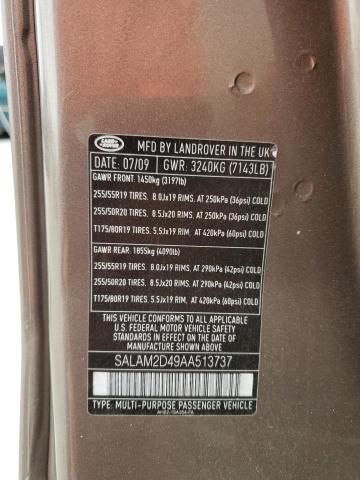 LAND ROVER
MFD BY LANDROVER IN THE UK
DATE: 07/09 GWR: 3240KG (7143LB)
GAWR FRONT: 1450kg (3197lb)
255/55R19 TIRES. 8.0Jx19 RIMS, AT 250kPa (36psi) COLD
255/50R20 TIRES. 8.5Jx20 RIMS, AT 250kPa (36psi) COLD
T175/80R19 TIRES. 5.5Jx19 RIM, AT 420kPa (60psi) COLD
GAWR REAR: 1855kg (4090lb)
255/55R19 TIRES. 8.0Jx19 RIMS, AT 290kPa (42psi) COLD
255/50R20 TIRES. 8.5Jx20 RIMS, AT 290kPa (42psi) COLD
T175/80R19 TIRES. 5.5Jx19 RIM, AT 420kPa (60psi) COLD
THIS VEHICLE CONFORMS TO ALL APPLICABLE
U.S. FEDERAL MOTOR VEHICLE SAFETY
STANDARDS IN EFFECT ON THE DATE OF
MANUFACTURE SHOWN ABOVE
SALAM2D49AA513737
TYPE: MULTI-PURPOSE PASSENGER VEHICLE